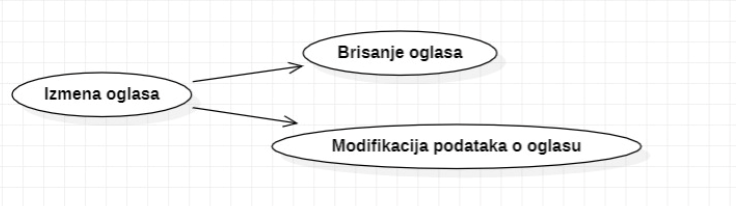 Brisanje oglasa
Izmena oglasa
Modifikacija podataka o oglasu